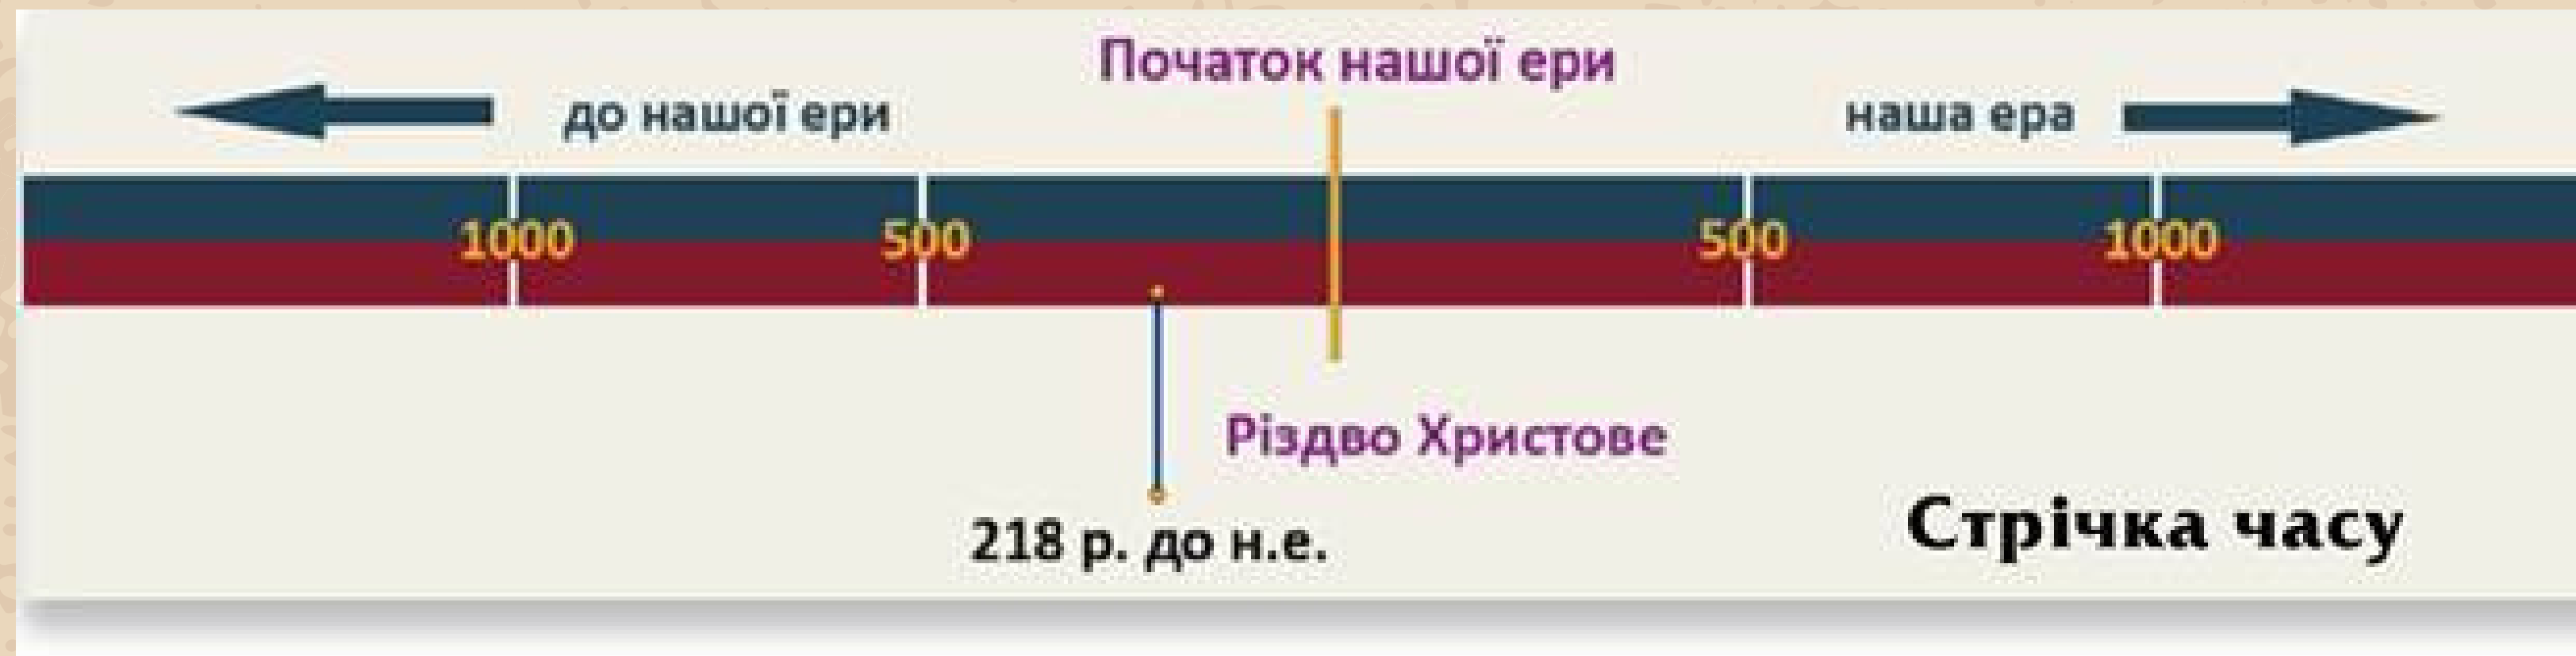 Початок нашої ери
до нашої ери
наша ера
1000
500
500
1000
Різдво Христове
218 р. до н.е.
Стрічка часу